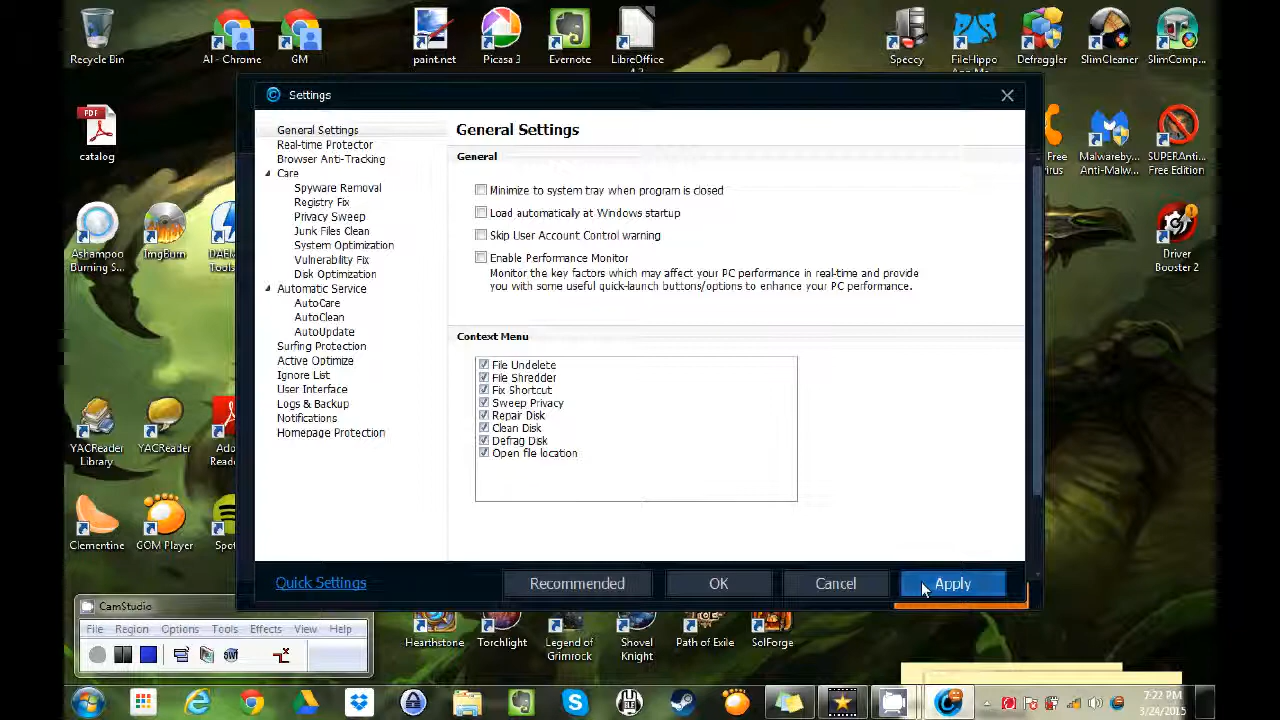 Recycle Bin
AI - Chrome
GM
paint.net
Picasa 3
Evernote
LibreOffice
Speccy
FileHippo
Defraggler
SlimCleaner
SlimComp...
Settings
General Settings
Real-time Protector
Browser Anti-Tracking
Care
Spyware Removal
Registry Fix
Privacy Sweep
Junk Files Clean
System Optimization
Vulnerability Fix
Disk Optimization
Automatic Service
AutoCare
AutoClean
AutoUpdate
Surfing Protection
Active Optimize
Ignore List
User Interface
Logs & Backup
Notifications
Homepage Protection
General Settings
General
Minimize to system tray when program is closed
Load automatically at Windows startup
Skip User Account Control warning
Enable Performance Monitor
Monitor the key factors which may affect your PC performance in real-time and provide
you with some useful quick-launch buttons/options to enhance your PC performance.
Context Menu
File Undelete
File Shredder
Fix Shortcut
Sweep Privacy
Repair Disk
Clean Disk
Defrag Disk
Open file location
Quick Settings
Recommended
OK
Cancel
Apply
PDF
catalog
Free
Malwareby...
Anti-Malw...
SUPERAnti...
Free Edition
Ashampoo
Burning S...
ImgBurn
DAEM
Tools
Driver
Booster 2
YACReader
Library
YACReader
Ado
Reade
Clementine
GOM Player
Spot
CamStudio
File Region Options Tools Effects View Help
Hearthstone
Torchlight
Legend of
Grimrock
Shovel
Knight
Path of Exile
SolForge
7:22 PM
3/24/2015